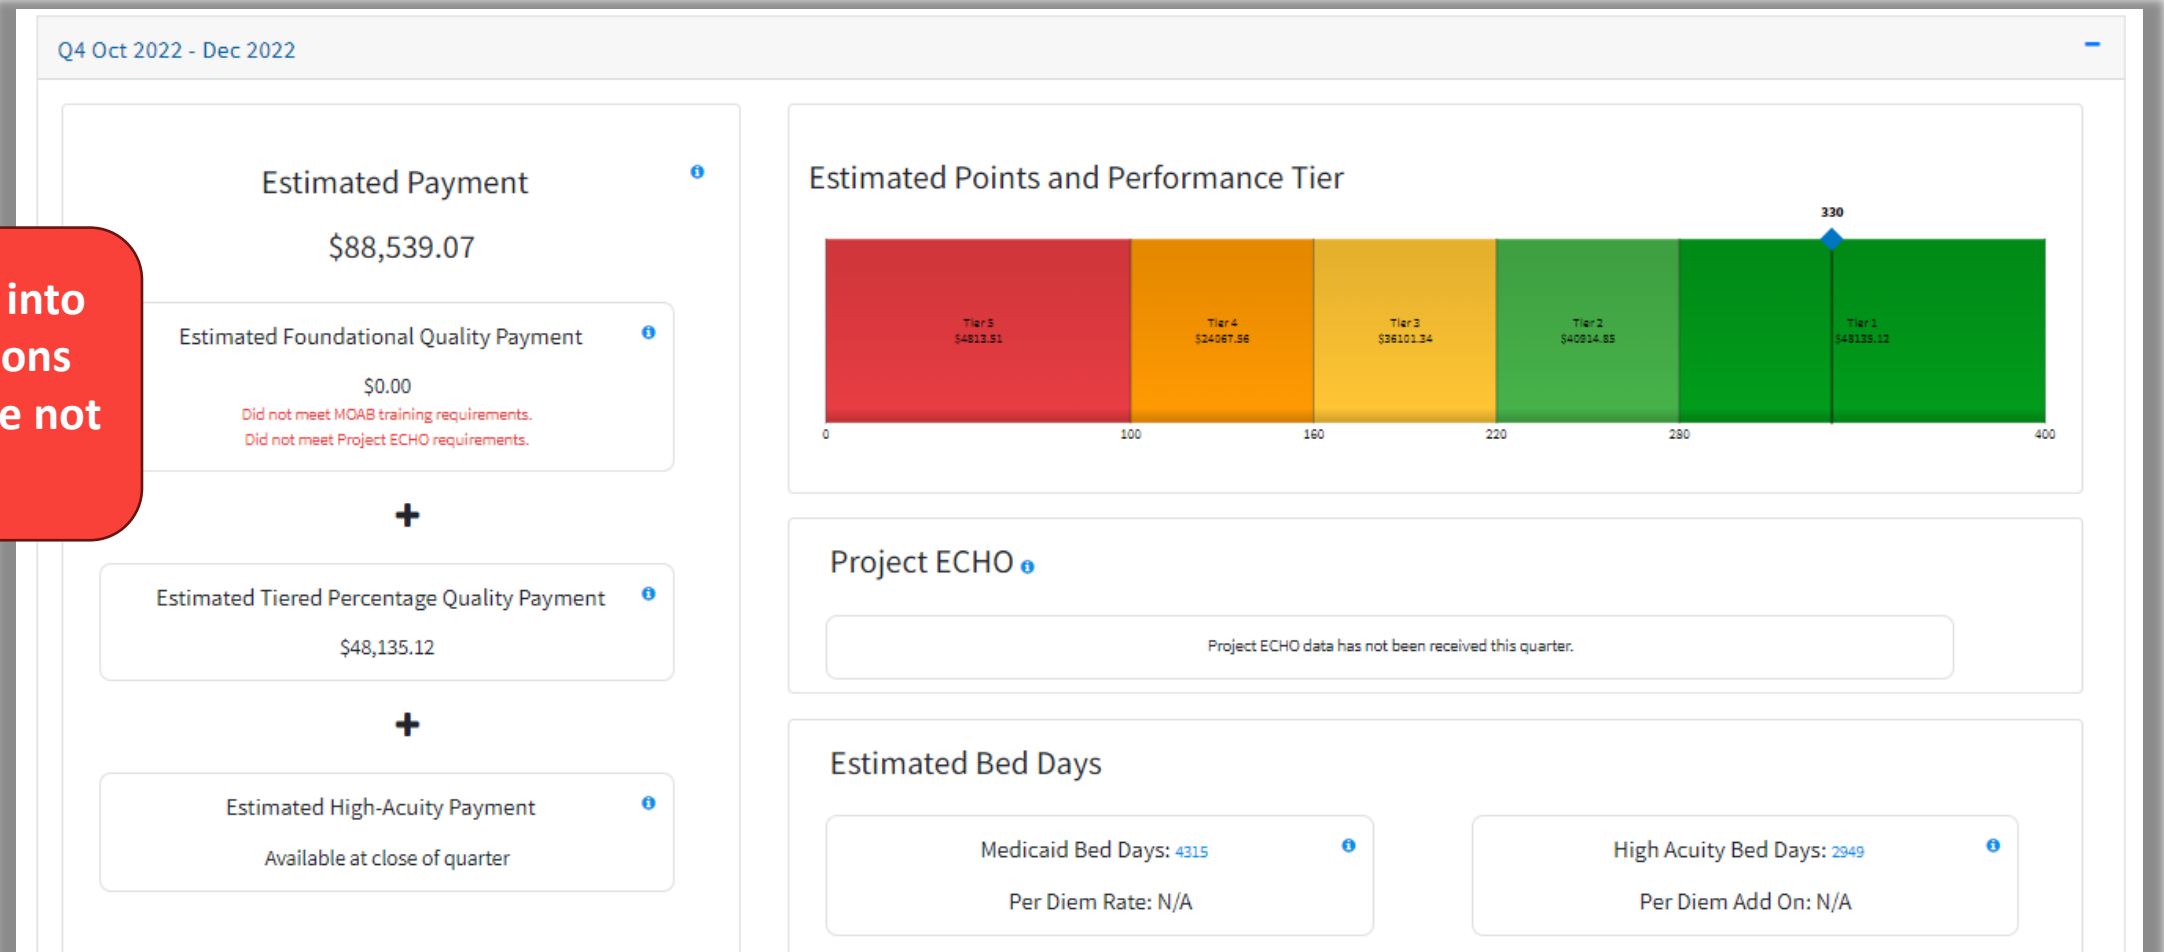 Q4 Oct 2022 - Dec 2022
Estimated Payment
$88,539.07
into
ons
e not
Estimated Foundational Quality Payment
$0.00
Did not meet MOAB training requirements.
Did not meet Project ECHO requirements.
+
Estimated Tiered Percentage Quality Payment
$48,135.12
+
Estimated High-Acuity Payment
Available at close of quarter
Estimated Points and Performance Tier
330
Tier 5
$4813.51
Tier 4
$24067.56
Tier 3
$36101.34
Tier 2
$40914.85
Tier 1
$48135.12
0 100 160 220 280 400
Project ECHO
Project ECHO data has not been received this quarter.
Estimated Bed Days
Medicaid Bed Days: 4315
Per Diem Rate: N/A
High Acuity Bed Days: 2949
Per Diem Add On: N/A